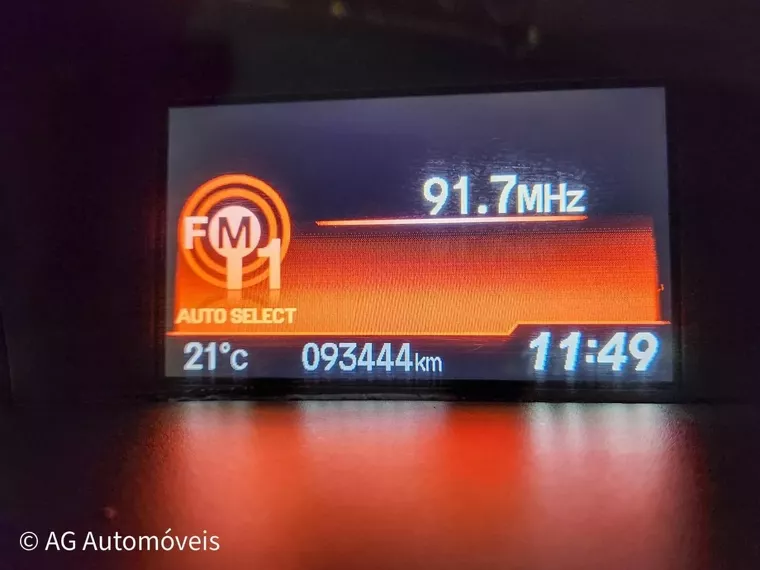 91.7MHz
FM1
AUTO SELECT
21°C 093444km 11:49
© AG Automóveis